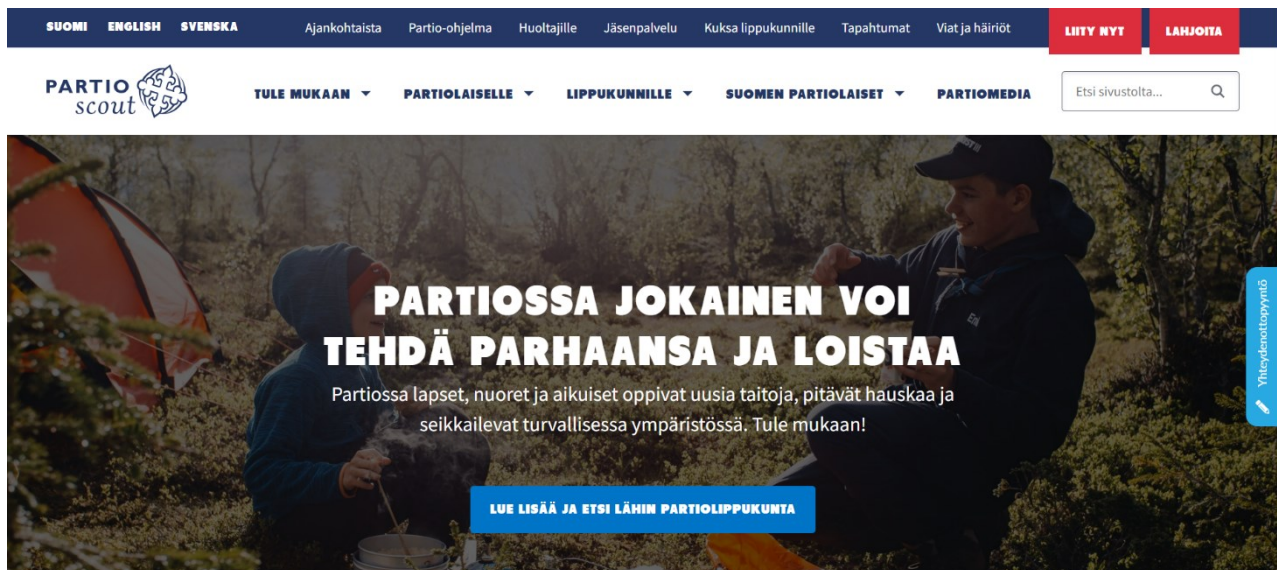 SUOMI ENGLISH SVENSKA Ajankohtaista Partio-ohjelma Huoltajille Jäsenpalvelu Kuksa lippukunnille Tapahtumat Viat ja häiriöt LIITY NYT LAHJOITA
PARTIO
scout
TULE MUKAAN PARTIOLAISELLE LIPPUKUNNILLE SUOMEN PARTIOLAISET PARTIOMEDIA Etsi sivustolta...
PARTIOSSA JOKAINEN VOI
TEHDÄ PARHAANSA JA LOISTAA
Partiossa lapset, nuoret ja aikuiset oppivat uusia taitoja, pitävät hauskaa ja
seikkailevat turvallisessa ympäristössä. Tule mukaan!
LUE LISÄÄ JA ETSI LÄHIN PARTIOLIPPUKUNTA
Yhteydenottopyyntö